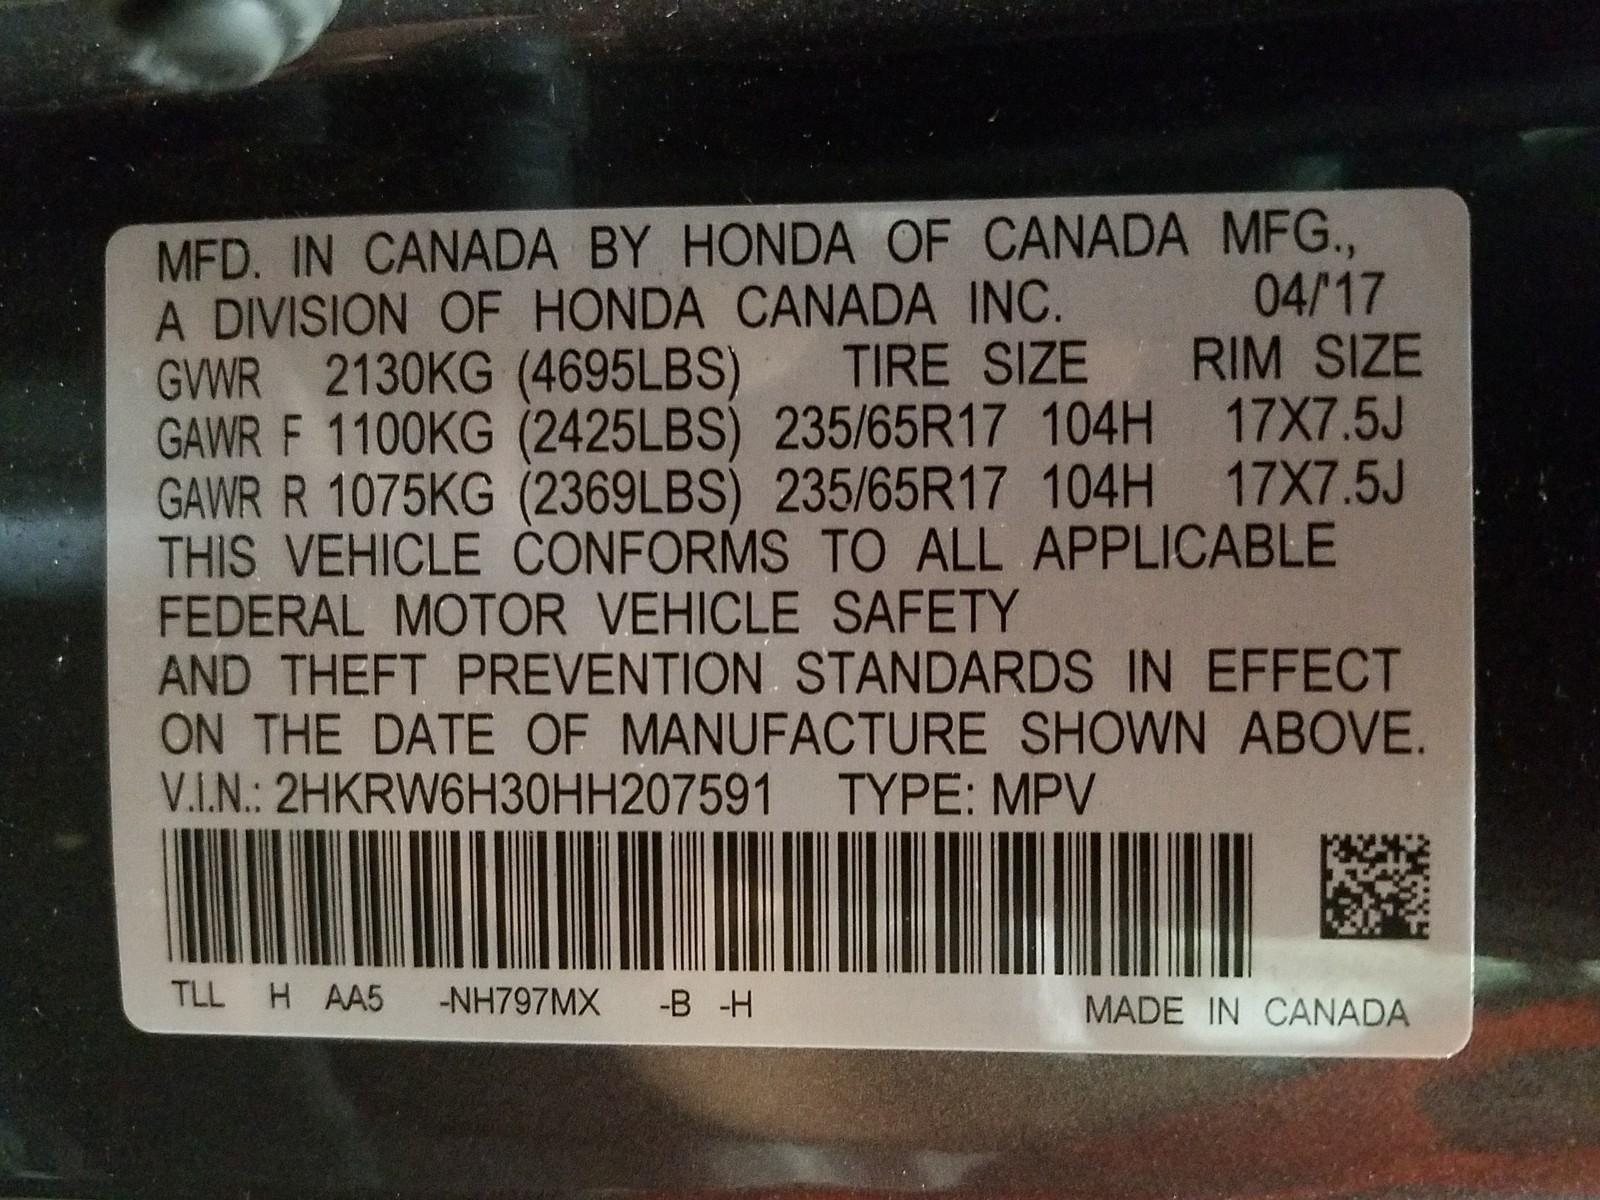 MFD. IN CANADA BY HONDA OF CANADA MFG.,
A DIVISION OF HONDA CANADA INC. 04/'17
GVWR 2130KG (4695LBS) TIRE SIZE RIM SIZE
GAWR F 1100KG (2425LBS) 235/65R17 104H 17X7.5J
GAWR R 1075KG (2369LBS) 235/65R17 104H 17X7.5J
THIS VEHICLE CONFORMS TO ALL APPLICABLE
FEDERAL MOTOR VEHICLE SAFETY
AND THEFT PREVENTION STANDARDS IN EFFECT
ON THE DATE OF MANUFACTURE SHOWN ABOVE.
V.I.N.: 2HKRW6H30HH207591 TYPE: MPV
TLL H AA5 -NH797MX -B -H MADE IN CANADA